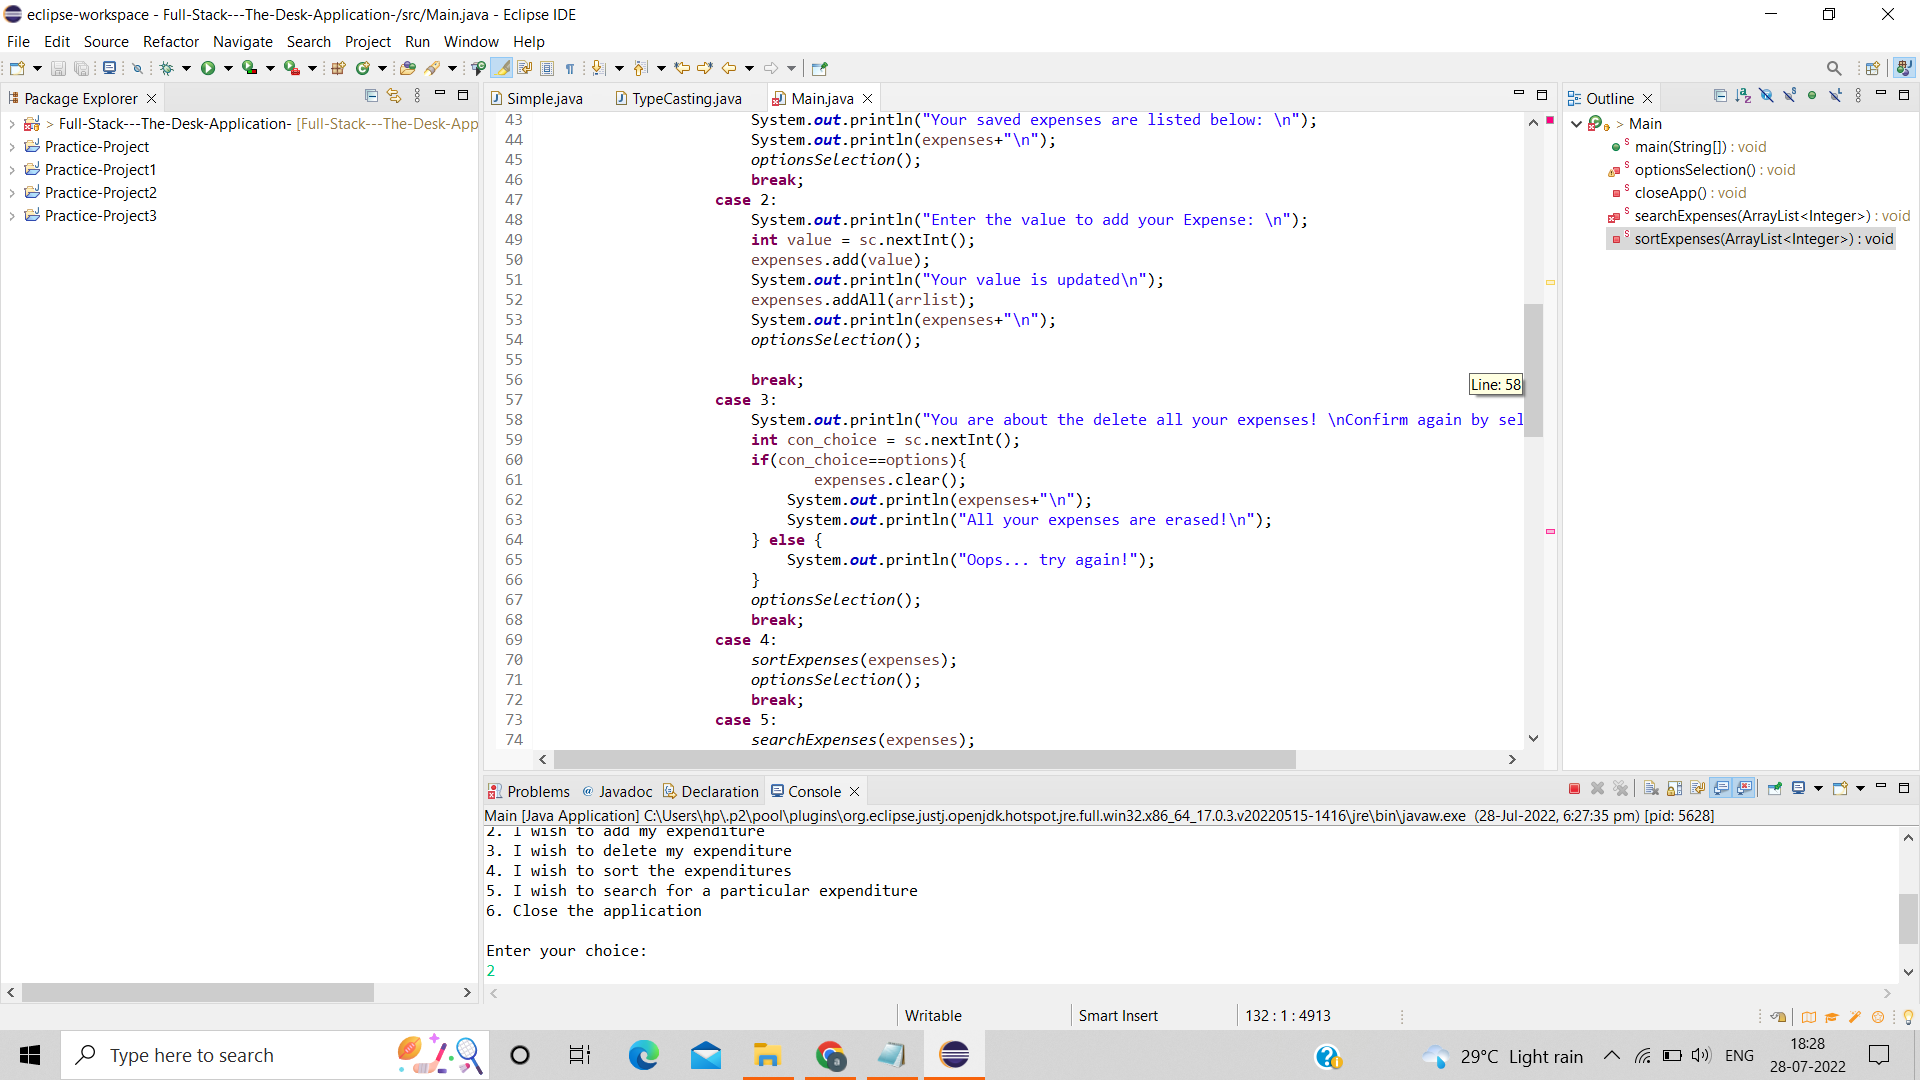 eclipse-workspace - Full-Stack---The-Desk-Application-/src/Main.java - Eclipse IDE
File Edit Source Refactor Navigate Search Project Run Window Help
Package Explorer
> Full-Stack---The-Desk-Application- [Full-Stack---The-Desk-App
Practice-Project
Practice-Project1
Practice-Project2
Practice-Project3
Simple.java TypeCasting.java Main.java
43 System.out.println("Your saved expenses are listed below: \n");
44 System.out.println(expenses+"\n");
45 optionsSelection();
46 break;
47 case 2:
48 System.out.println("Enter the value to add your Expense: \n");
49 int value = sc.nextInt();
50 expenses.add(value);
51 System.out.println("Your value is updated\n");
52 expenses.addAll(arrlist);
53 System.out.println(expenses+"\n");
54 optionsSelection();
55
56 break;
57 case 3:
58 System.out.println("You are about the delete all your expenses! \nConfirm again by sel
59 int con_choice = sc.nextInt();
60 if(con_choice==options){
61 expenses.clear();
62 System.out.println(expenses+"\n");
63 System.out.println("All your expenses are erased!\n");
64 } else {
65 System.out.println("Oops... try again!");
66 }
67 optionsSelection();
68 break;
69 case 4:
70 sortExpenses(expenses);
71 optionsSelection();
72 break;
73 case 5:
74 searchExpenses(expenses);
Line: 58
Outline
> Main
main(String[]) : void
optionsSelection() : void
closeApp() : void
searchExpenses(ArrayList<Integer>) : void
sortExpenses(ArrayList<Integer>) : void
Problems @ Javadoc Declaration Console
Main [Java Application] C:\Users\hp\.p2\pool\plugins\org.eclipse.justj.openjdk.hotspot.jre.full.win32.x86_64_17.0.3.v20220515-1416\jre\bin\javaw.exe (28-Jul-2022, 6:27:35 pm) [pid: 5628]
2. I wish to add my expenditure
3. I wish to delete my expenditure
4. I wish to sort the expenditures
5. I wish to search for a particular expenditure
6. Close the application
Enter your choice:
2
Writable Smart Insert 132 : 1 : 4913
Type here to search
29°C Light rain ENG
18:28
28-07-2022